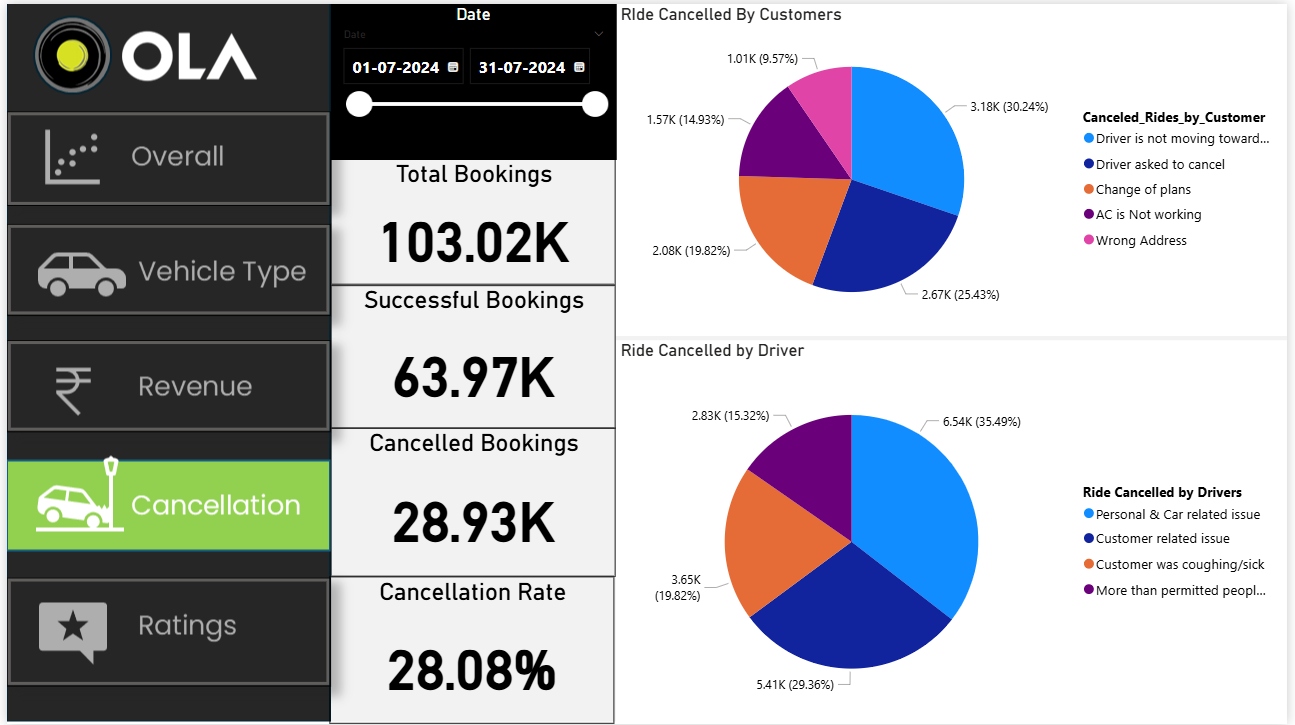 OLA
Overall
Vehicle Type
Revenue
Cancellation
Ratings
Date
Date
01-07-2024 31-07-2024
Total Bookings
103.02K
Successful Bookings
63.97K
Cancelled Bookings
28.93K
Cancellation Rate
28.08%
RIde Cancelled By Customers
1.01K (9.57%)
3.18K (30.24%)
1.57K (14.93%)
2.08K (19.82%)
2.67K (25.43%)
Canceled_Rides_by_Customer
Driver is not moving toward...
Driver asked to cancel
Change of plans
AC is Not working
Wrong Address
Ride Cancelled by Driver
2.83K (15.32%)
6.54K (35.49%)
3.65K
(19.82%)
5.41K (29.36%)
Ride Cancelled by Drivers
Personal & Car related issue
Customer related issue
Customer was coughing/sick
More than permitted peopl...